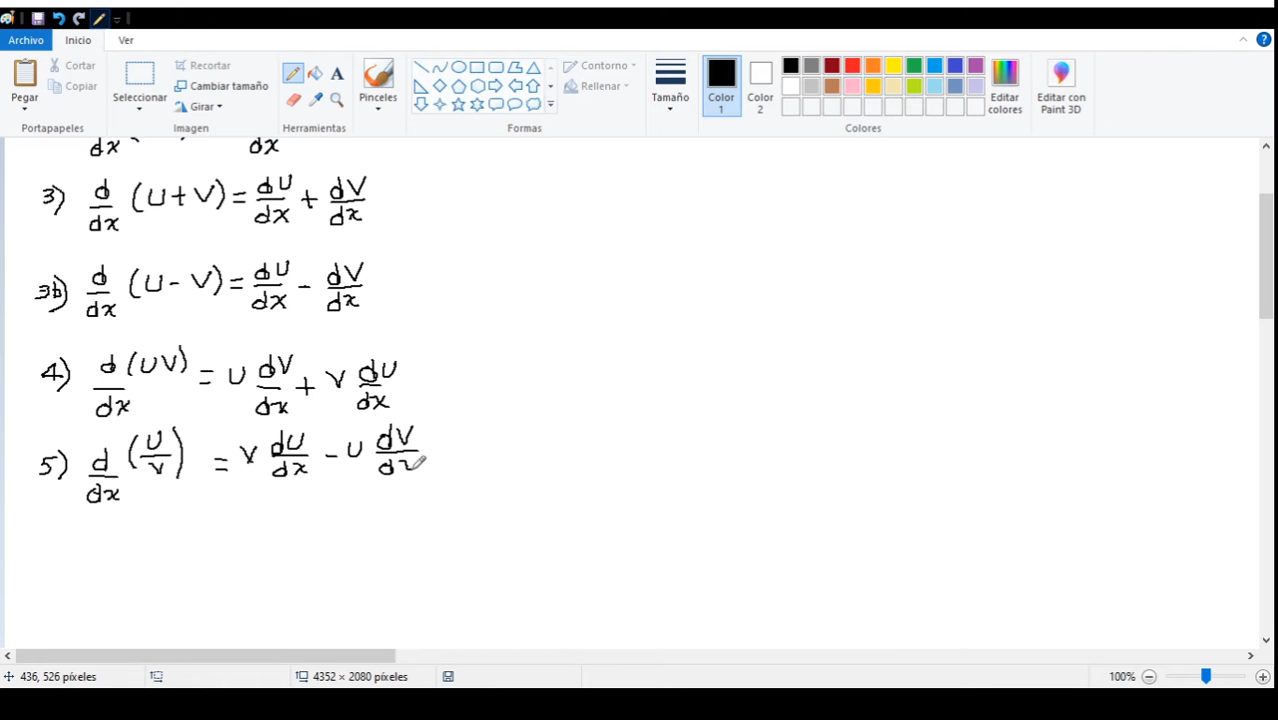 Archivo Inicio Ver
Pegar Cortar Copiar
Portapapeles
Seleccionar Recortar Cambiar tamaño Girar
Imagen
Herramientas
Pinceles
Contorno Rellenar
Formas
Tamaño
Color 1
Color 2
Editar colores
Editar con Paint 3D
Colores
dx ( dx
3) d/dx (U + V) = dU/dx + dV/dx
3b) d/dx (U - V) = dU/dx - dV/dx
4) d/dx (UV) = U dV/dx + V dU/dx
5) d/dx (U/V) = V dU/dx - U dV/dx
436, 526 píxeles 4352 × 2080 píxeles 100%